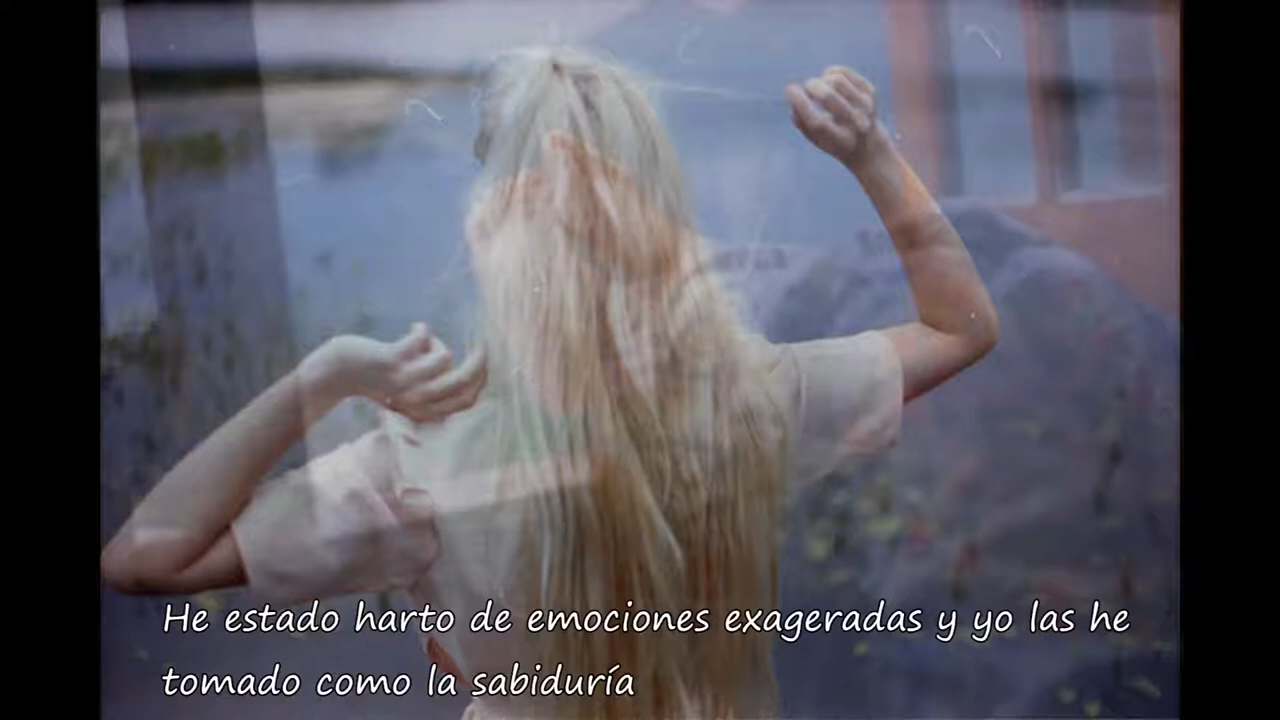 He estado harto de emociones exageradas y yo las he
tomado como la sabiduría